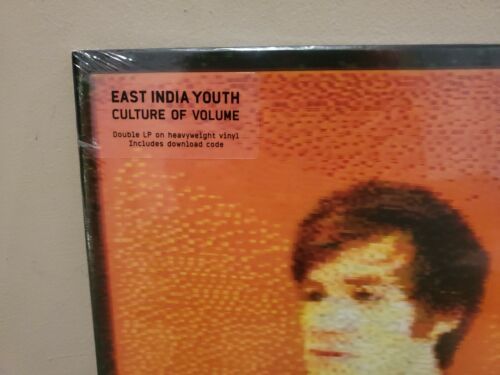 EAST INDIA YOUTH
CULTURE OF VOLUME
Double LP on heavyweight vinyl
Includes download code